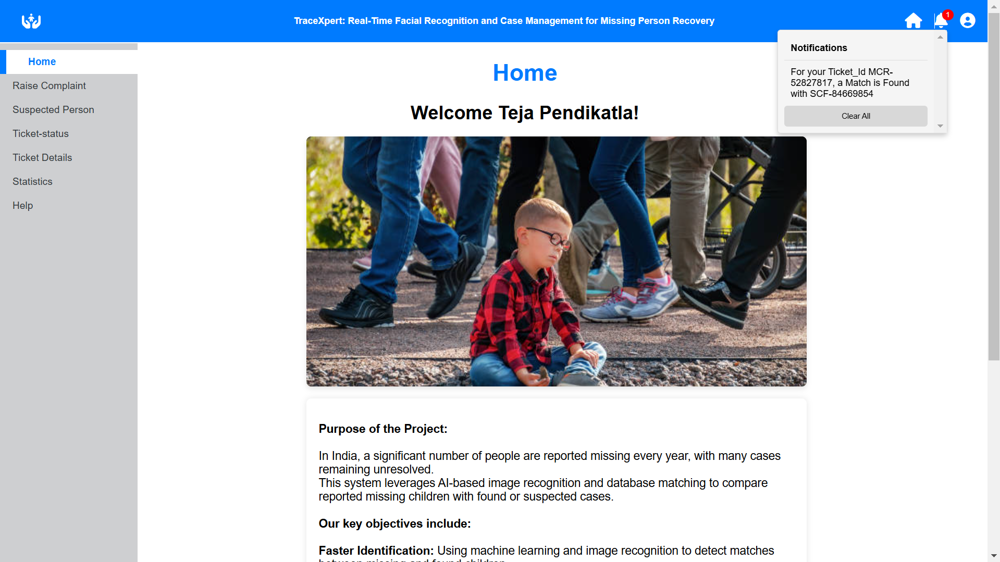 TraceXpert: Real-Time Facial Recognition and Case Management for Missing Person Recovery
1
Home
Raise Complaint
Suspected Person
Ticket-status
Ticket Details
Statistics
Help
Home
Welcome Teja Pendikatla!
Notifications
For your Ticket_Id MCR-
52827817, a Match is Found
with SCF-84669854
Clear All
Purpose of the Project:
In India, a significant number of people are reported missing every year, with many cases
remaining unresolved.
This system leverages AI-based image recognition and database matching to compare
reported missing children with found or suspected cases.
Our key objectives include:
Faster Identification: Using machine learning and image recognition to detect matches
between missing and found children.